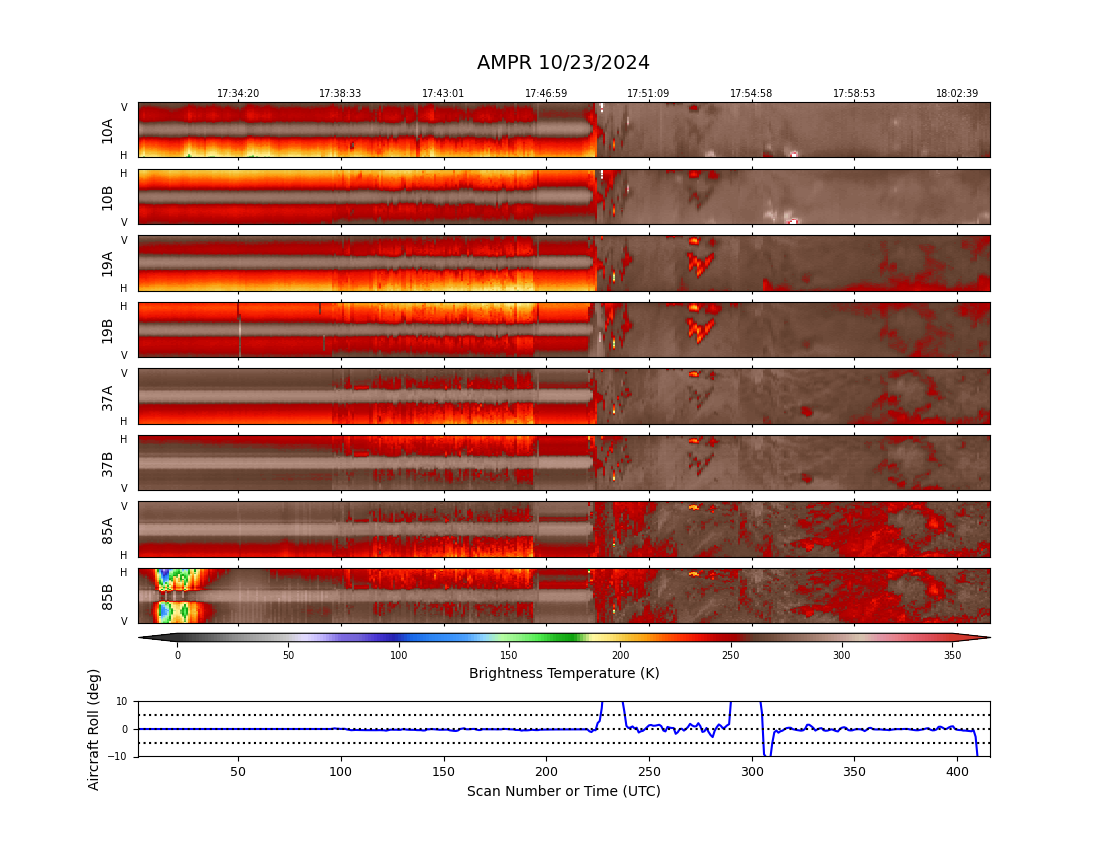 AMPR 10/23/2024
17:34:20 17:38:33 17:43:01 17:46:59 17:51:09 17:54:58 17:58:53 18:02:39
V
10A
H
H
10B
V
V
19A
H
H
19B
V
V
37A
H
H
37B
V
V
85A
H
H
85B
V
0 50 100 150 200 250 300 350
Brightness Temperature (K)
10
0
−10
Aircraft Roll (deg)
50 100 150 200 250 300 350 400
Scan Number or Time (UTC)